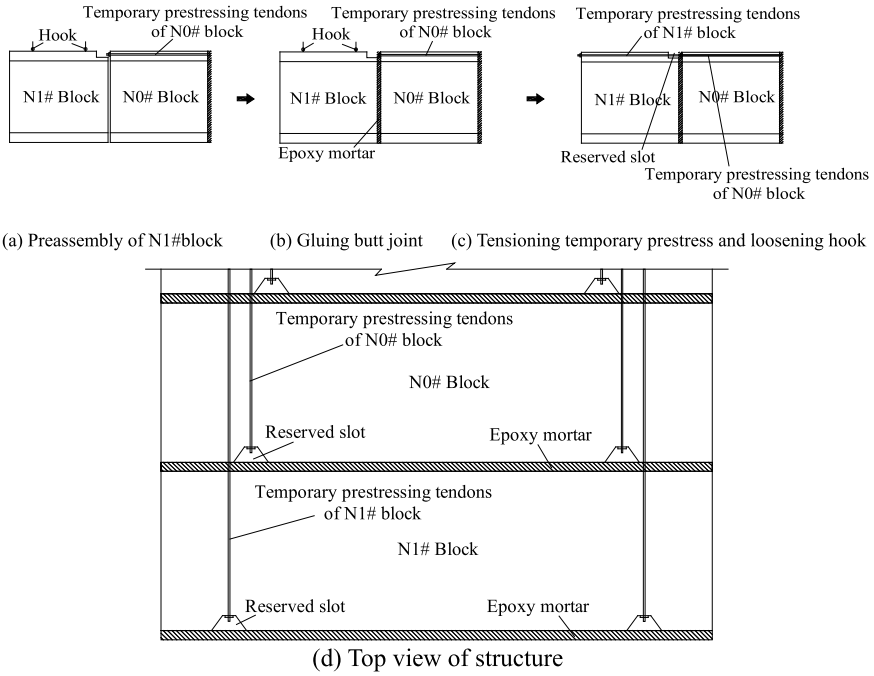 Temporary prestressing tendons
of N0# block
Hook
N1# Block
N0# Block
Temporary prestressing tendons
of N0# block
Hook
N1# Block
N0# Block
Epoxy mortar
Temporary prestressing tendons
of N1# block
N1# Block
N0# Block
Reserved slot
Temporary prestressing tendons
of N0# block
(a) Preassembly of N1#block
(b) Gluing butt joint
(c) Tensioning temporary prestress and loosening hook
Temporary prestressing tendons
of N0# block
N0# Block
Reserved slot
Epoxy mortar
Temporary prestressing tendons
of N1# block
N1# Block
Reserved slot
Epoxy mortar
(d) Top view of structure